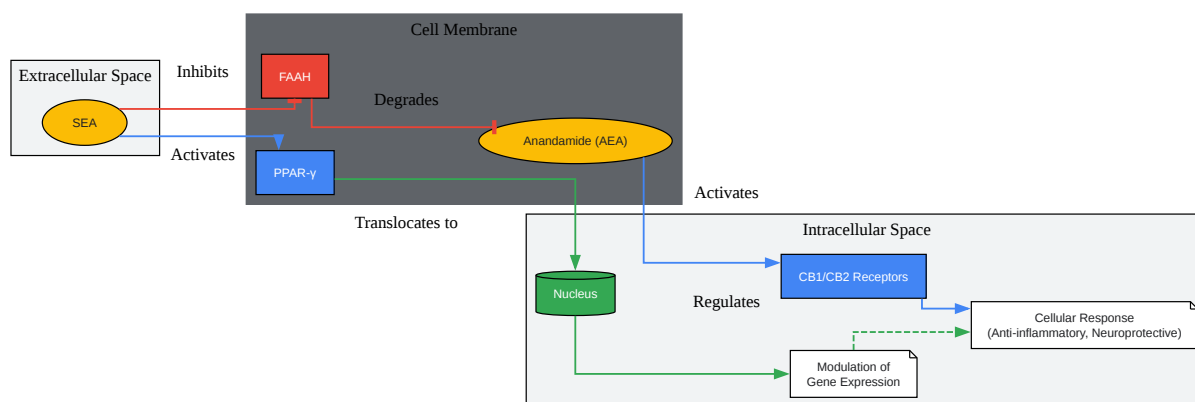 Cell Membrane
Extracellular Space
Inhibits
FAAH
SEA
Degrades
Anandamide (AEA)
Activates
PPAR-γ
Activates
Translocates to
Intracellular Space
CB1/CB2 Receptors
Nucleus
Regulates
Cellular Response
(Anti-inflammatory, Neuroprotective)
Modulation of
Gene Expression